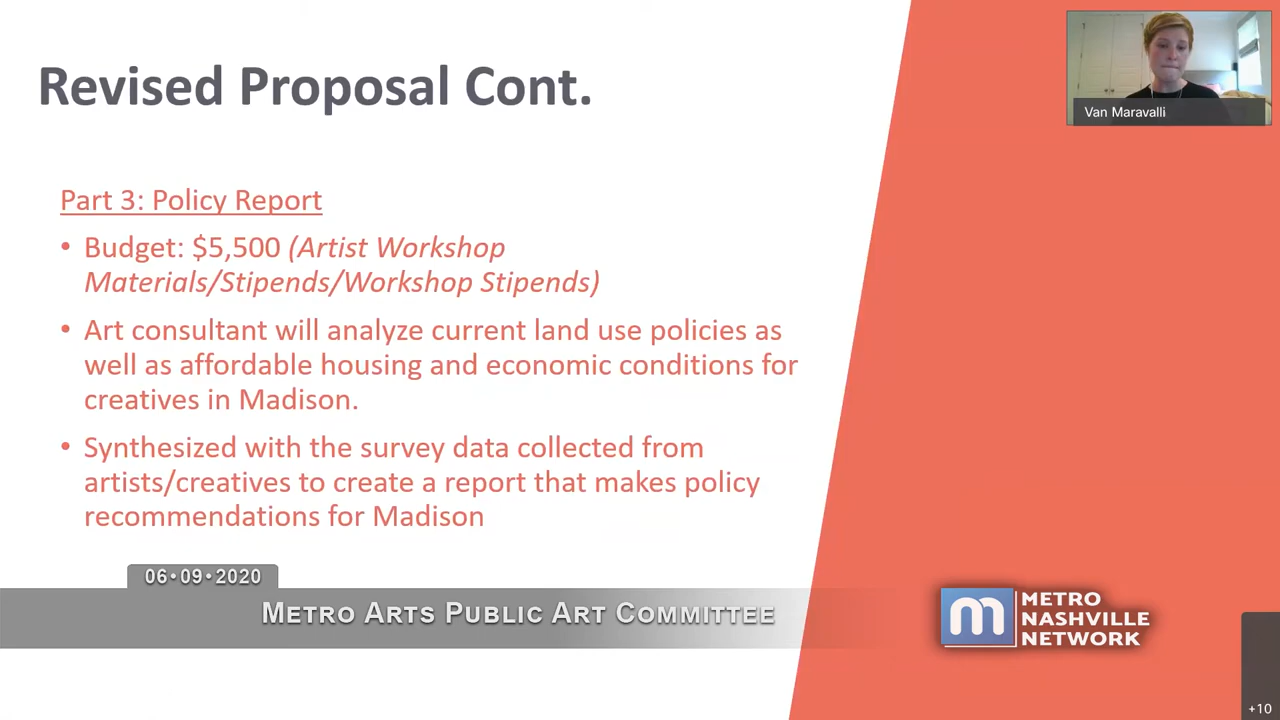 Revised Proposal Cont.
Van Maravalli
Part 3: Policy Report
• Budget: $5,500 (Artist Workshop
Materials/Stipends/Workshop Stipends)
• Art consultant will analyze current land use policies as
well as affordable housing and economic conditions for
creatives in Madison.
• Synthesized with the survey data collected from
artists/creatives to create a report that makes policy
recommendations for Madison
06•09•2020
METRO ARTS PUBLIC ART COMMITTEE
m
METRO
NASHVILLE
NETWORK
+10